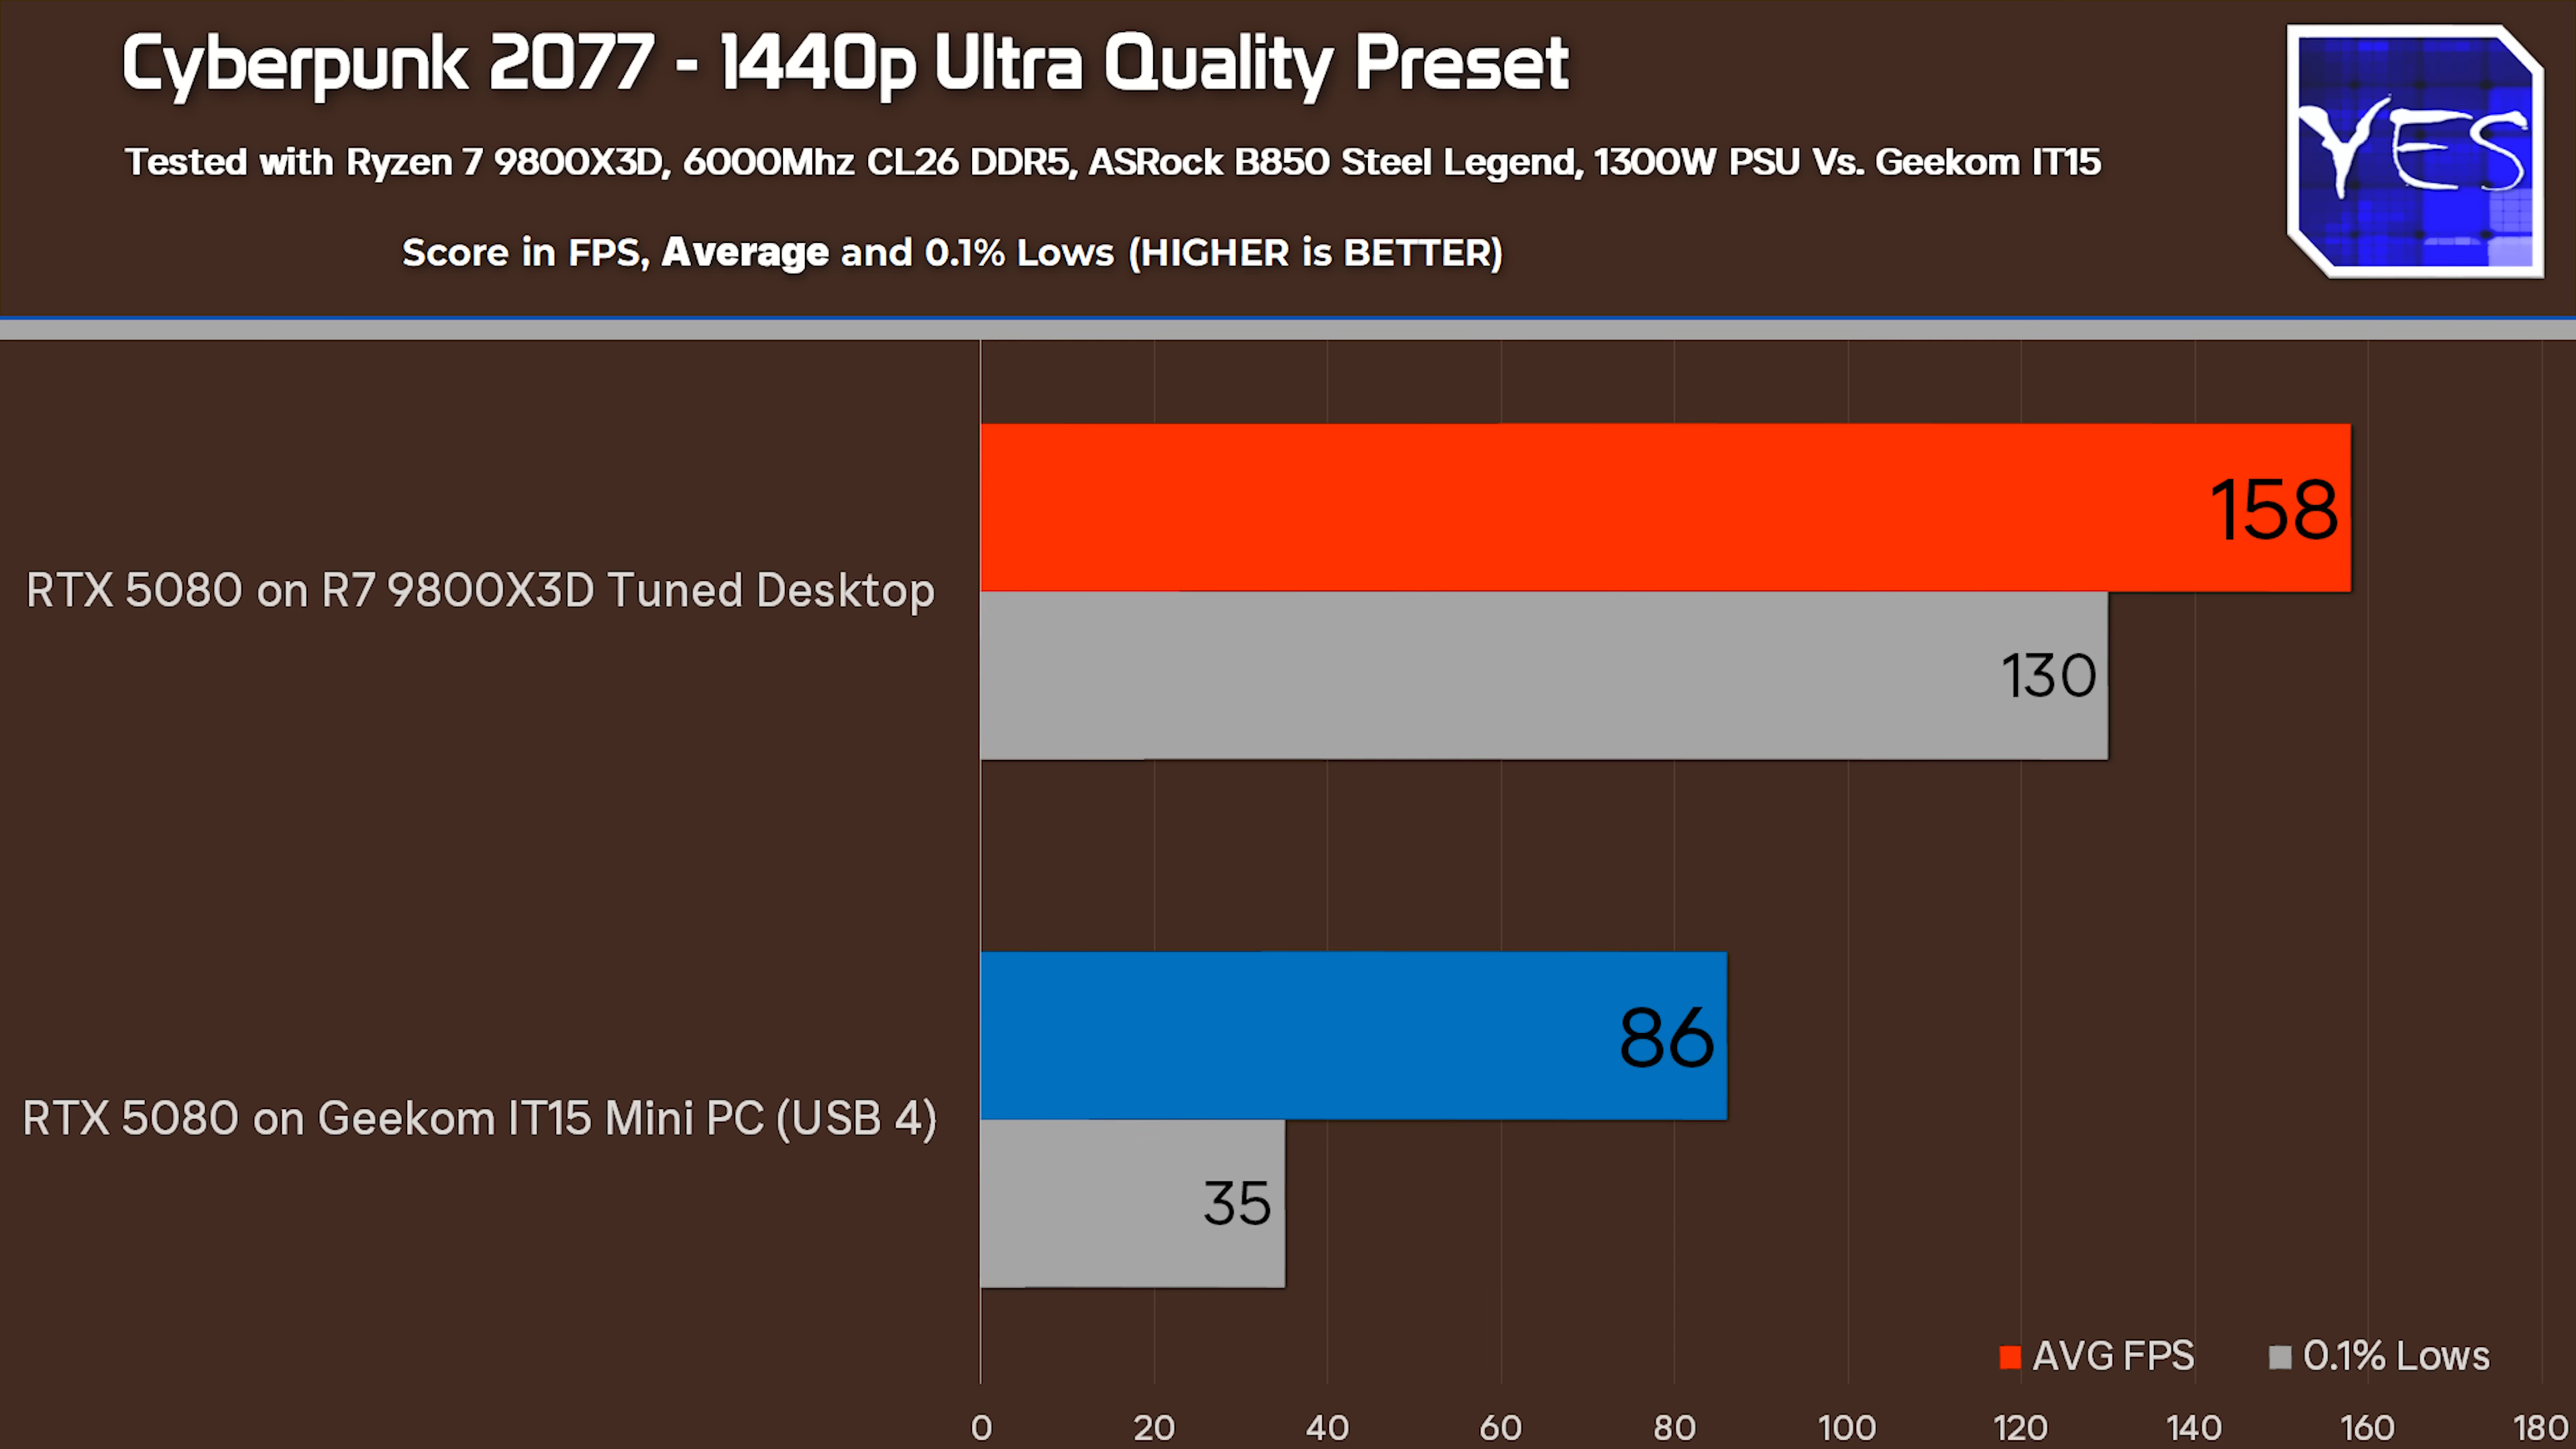 Cyberpunk 2077 - 1440p Ultra Quality Preset
Tested with Ryzen 7 9800X3D, 6000Mhz CL26 DDR5, ASRock B850 Steel Legend, 1300W PSU Vs. Geekom IT15
Score in FPS, Average and 0.1% Lows (HIGHER is BETTER)
YES
158
RTX 5080 on R7 9800X3D Tuned Desktop
130
86
RTX 5080 on Geekom IT15 Mini PC (USB 4)
35
AVG FPS 0.1% Lows
0 20 40 60 80 100 120 140 160 180